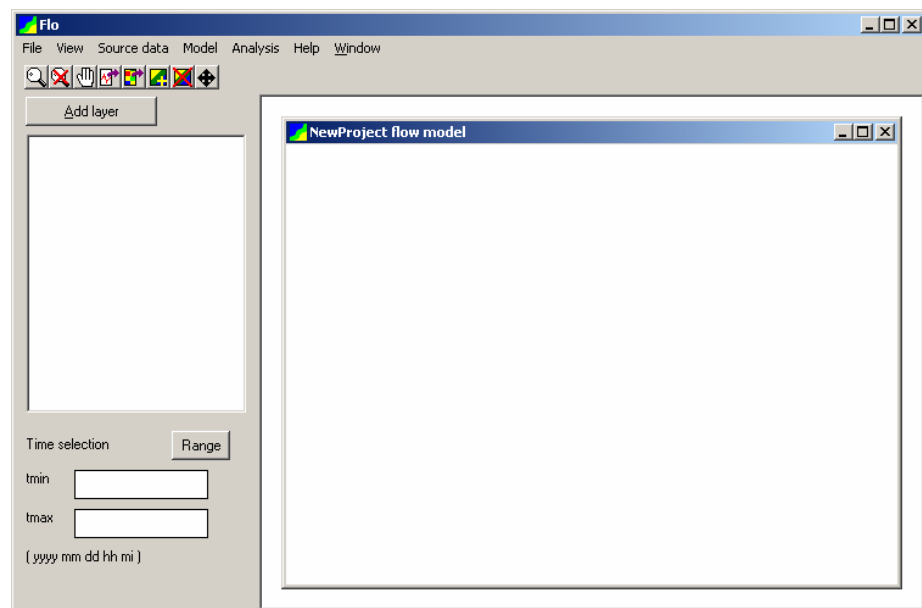 Flo
File View Source data Model Analysis Help Window
Add layer
NewProject flow model
Time selection Range
tmin
tmax
( yyyy mm dd hh mi )